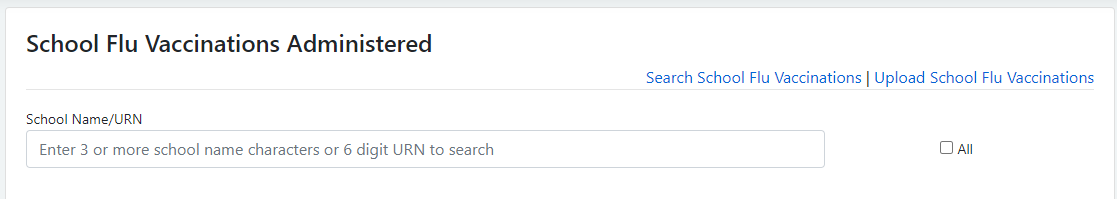 School Flu Vaccinations Administered
Search School Flu Vaccinations | Upload School Flu Vaccinations
School Name/URN
Enter 3 or more school name characters or 6 digit URN to search
All